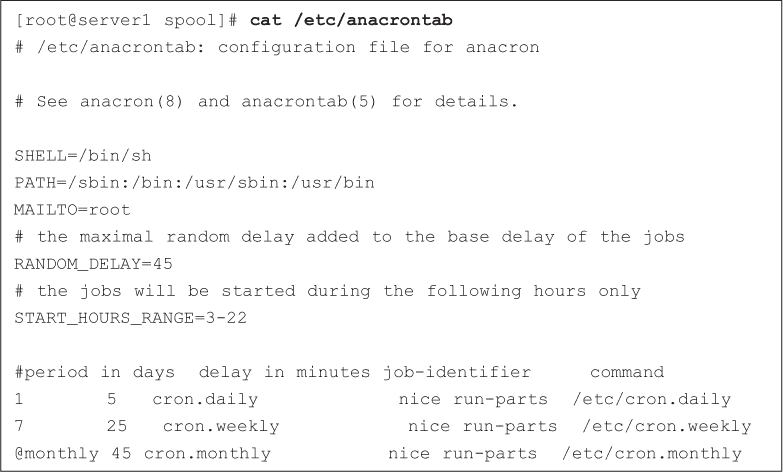 [root@server1 spool]# cat /etc/anacrontab
# /etc/anacrontab: configuration file for anacron
# See anacron(8) and anacrontab(5) for details.
SHELL=/bin/sh
PATH=/sbin:/bin:/usr/sbin:/usr/bin
MAILTO=root
# the maximal random delay added to the base delay of the jobs
RANDOM_DELAY=45
# the jobs will be started during the following hours only
START_HOURS_RANGE=3-22
#period in days delay in minutes job-identifier command
1 5 cron.daily nice run-parts /etc/cron.daily
7 25 cron.weekly nice run-parts /etc/cron.weekly
@monthly 45 cron.monthly nice run-parts /etc/cron.monthly